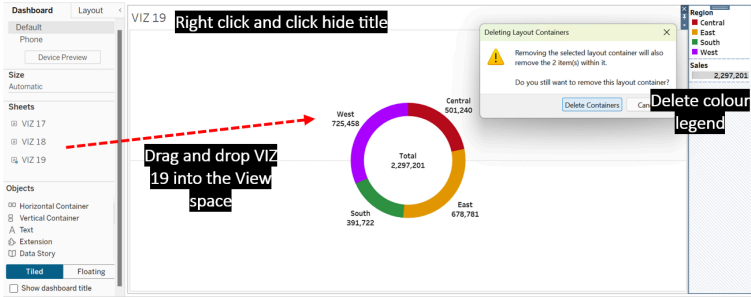 Dashboard Layout <
Default
Phone
Device Preview
Size
Automatic
Sheets
VIZ 17
VIZ 18
VIZ 19
Objects
Horizontal Container
Vertical Container
A Text
Extension
Data Story
Tiled Floating
Show dashboard title
VIZ 19
Right click and click hide title
Deleting Layout Containers
Removing the selected layout container will also
remove the 2 item(s) within it.
Do you still want to remove this layout container?
Delete Containers Can
Region
Central
East
South
West
Sales
2,297,201
Delete colour
legend
Drag and drop VIZ
19 into the View
space
West
725,458
Central
501,240
Total
2,297,201
South
391,722
East
678,781